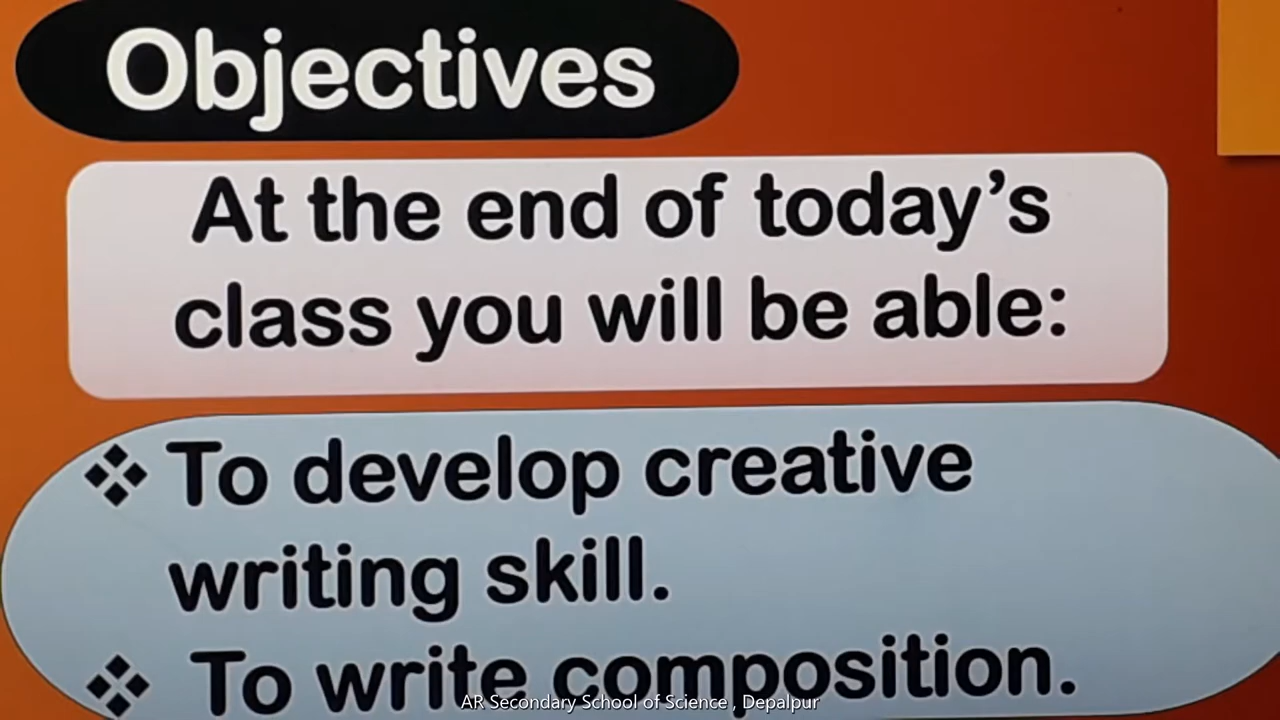 Objectives
At the end of today's
class you will be able:
❖ To develop creative
writing skill.
❖ To write composition.
AR Secondary School of Science , Depalpur